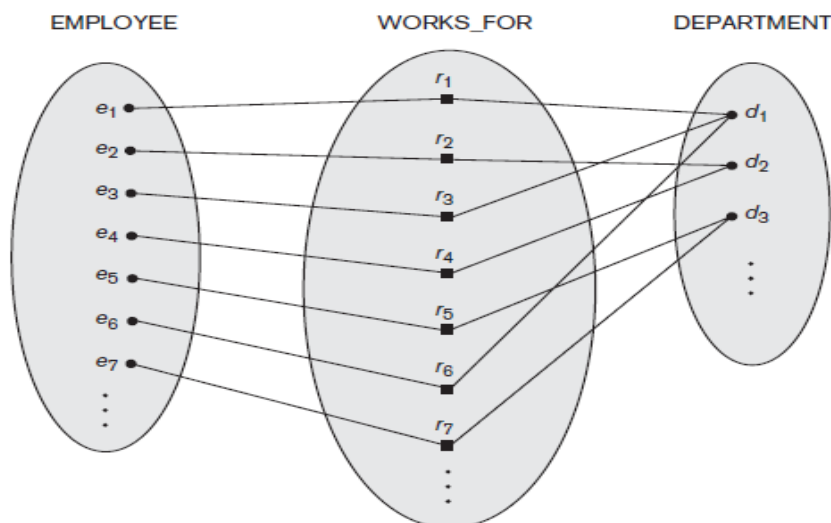 EMPLOYEE WORKS_FOR DEPARTMENT
e1
e2
e3
e4
e5
e6
e7
r1
r2
r3
r4
r5
r6
r7
d1
d2
d3